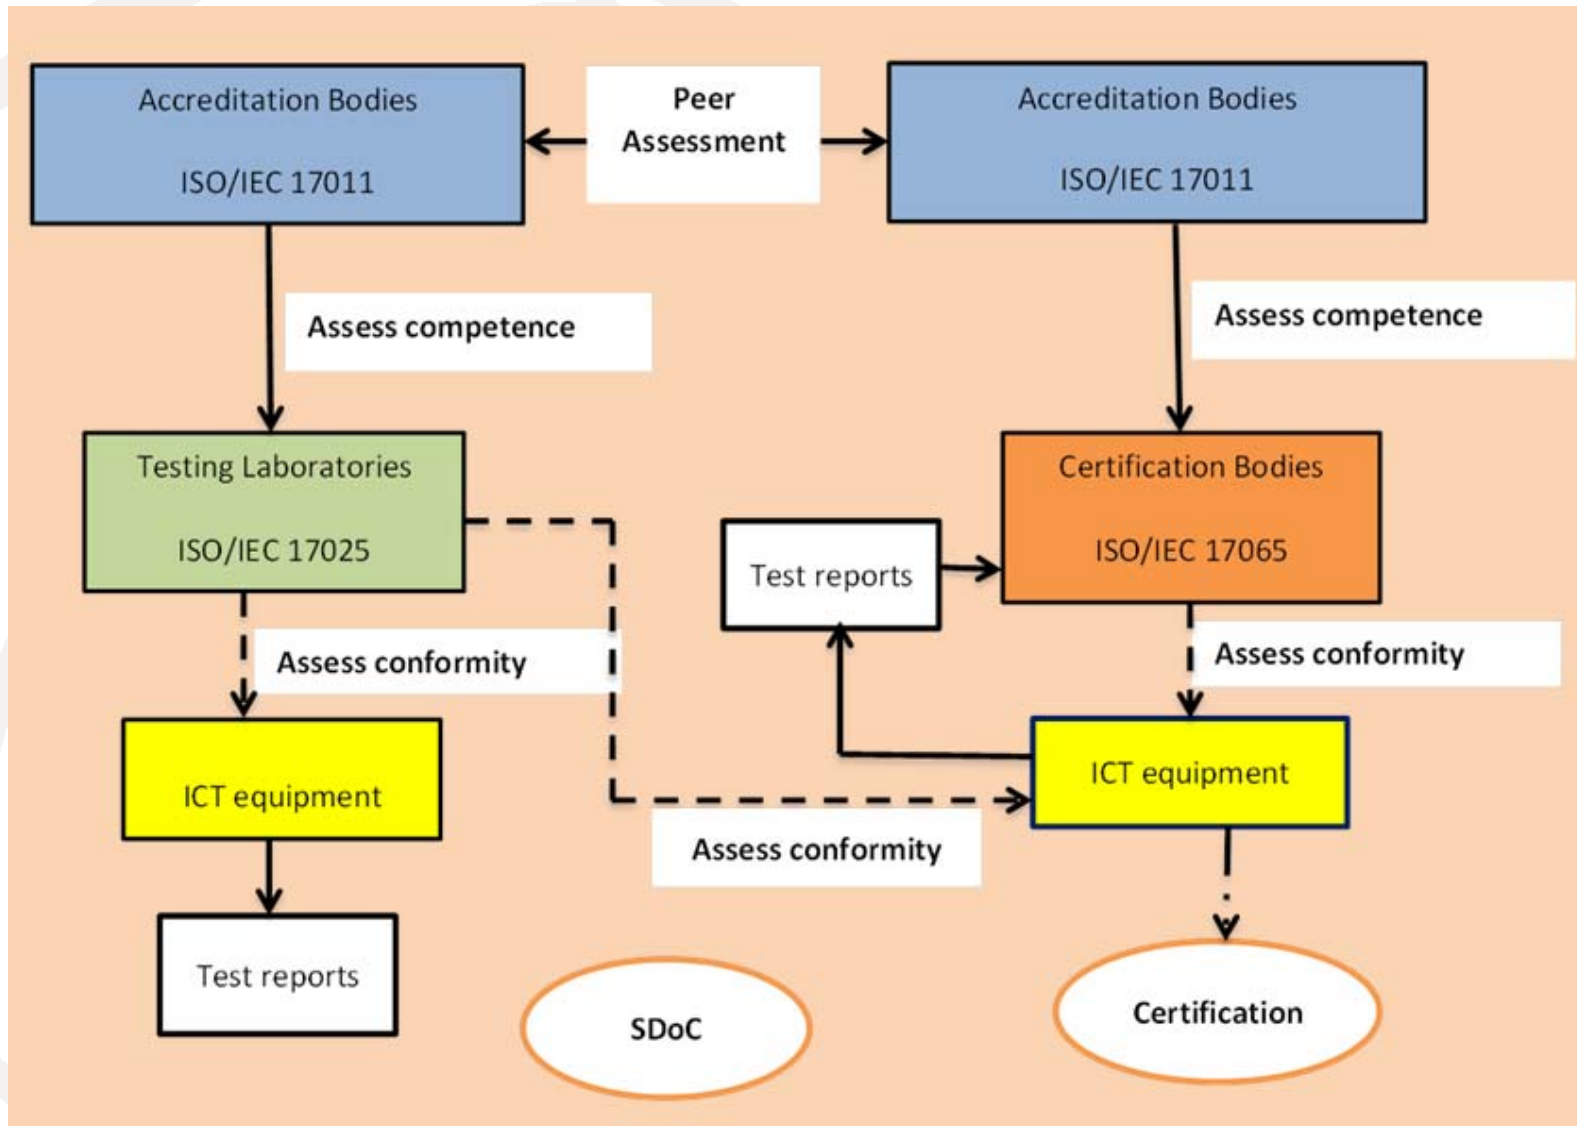 Accreditation Bodies
ISO/IEC 17011
Peer
Assessment
Accreditation Bodies
ISO/IEC 17011
Assess competence
Assess competence
Testing Laboratories
ISO/IEC 17025
Certification Bodies
ISO/IEC 17065
Test reports
Assess conformity
Assess conformity
ICT equipment
ICT equipment
Assess conformity
Test reports
SDoC
Certification